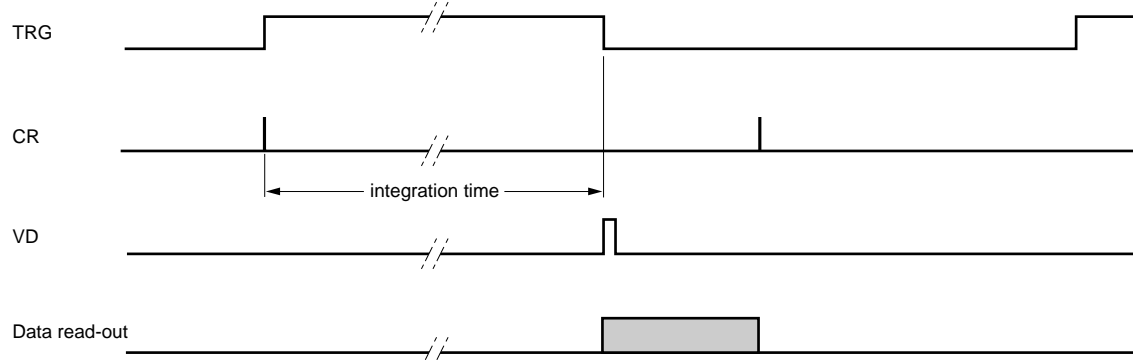 TRG
CR
integration time
VD
Data read-out